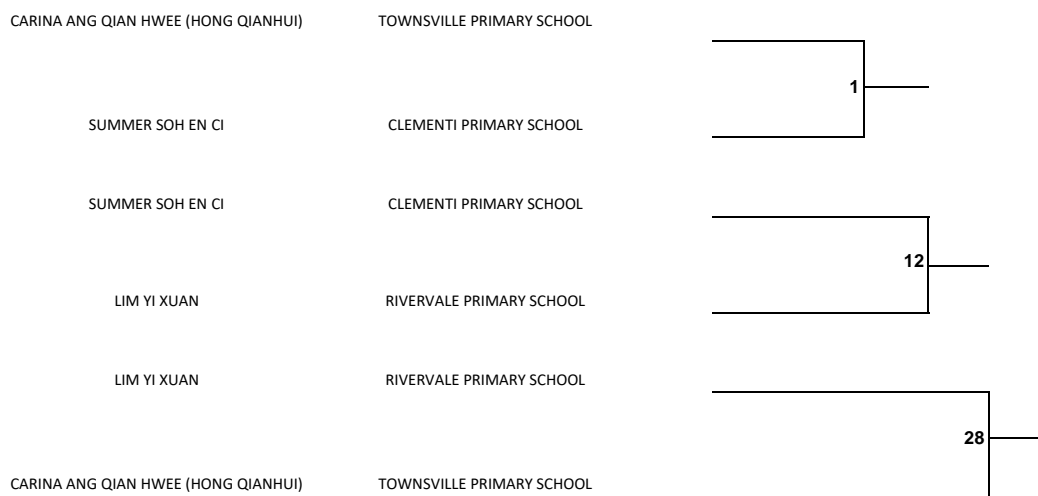 CARINA ANG QIAN HWEE (HONG QIANHUI) TOWNSVILLE PRIMARY SCHOOL
1
SUMMER SOH EN CI CLEMENTI PRIMARY SCHOOL
SUMMER SOH EN CI CLEMENTI PRIMARY SCHOOL
12
LIM YI XUAN RIVERVALE PRIMARY SCHOOL
LIM YI XUAN RIVERVALE PRIMARY SCHOOL
28
CARINA ANG QIAN HWEE (HONG QIANHUI) TOWNSVILLE PRIMARY SCHOOL